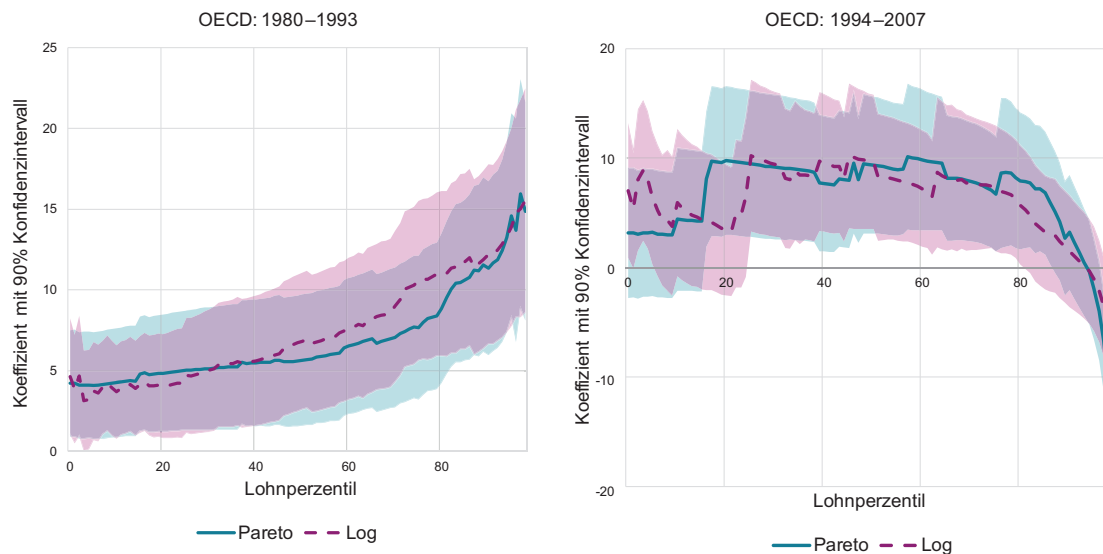 OECD: 1980–1993
25
20
15
10
5
0
Koeffizient mit 90% Konfidenzintervall
0
20
40
60
80
Lohnperzentil
Pareto
Log
OECD: 1994–2007
20
10
0
-10
-20
Koeffizient mit 90% Konfidenzintervall
0
20
40
60
80
Lohnperzentil
Pareto
Log